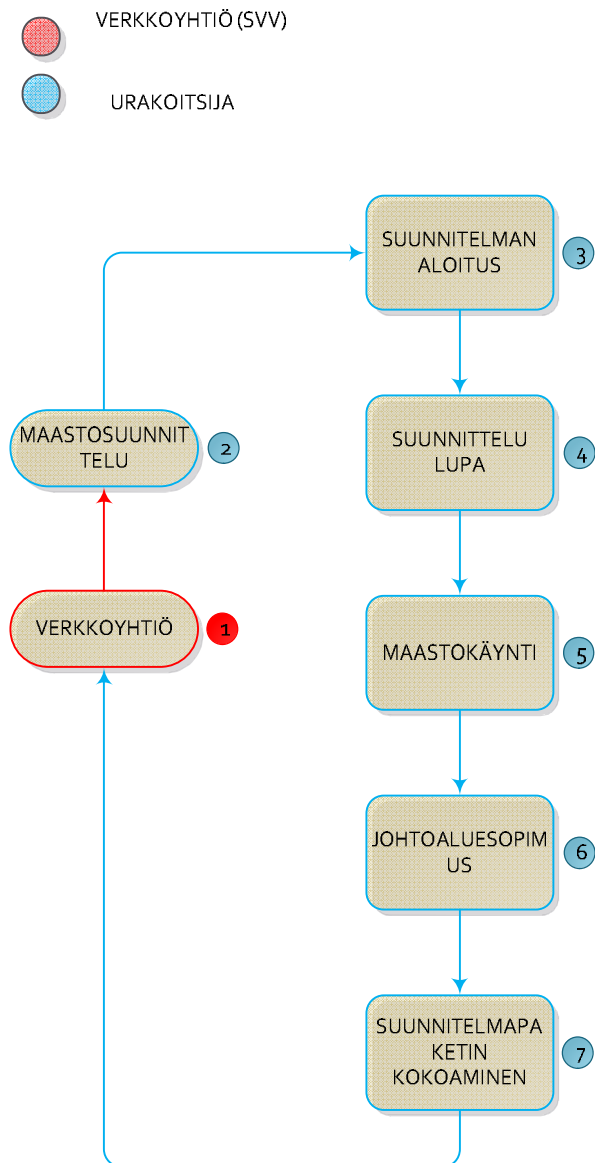 VERKKOYHTIÖ (SVV)
URAKOITSIJA
SUUNNITELMAN
ALOITUS
3
MAASTOSUUNNIT
TELU
2
SUUNNITTELU
LUPA
4
VERKKOYHTIÖ
1
MAASTOKÄYNTI
5
JOHTOALUESOPIM
US
6
SUUNNITELMAPA
KETIN
KOKOAMINEN
7